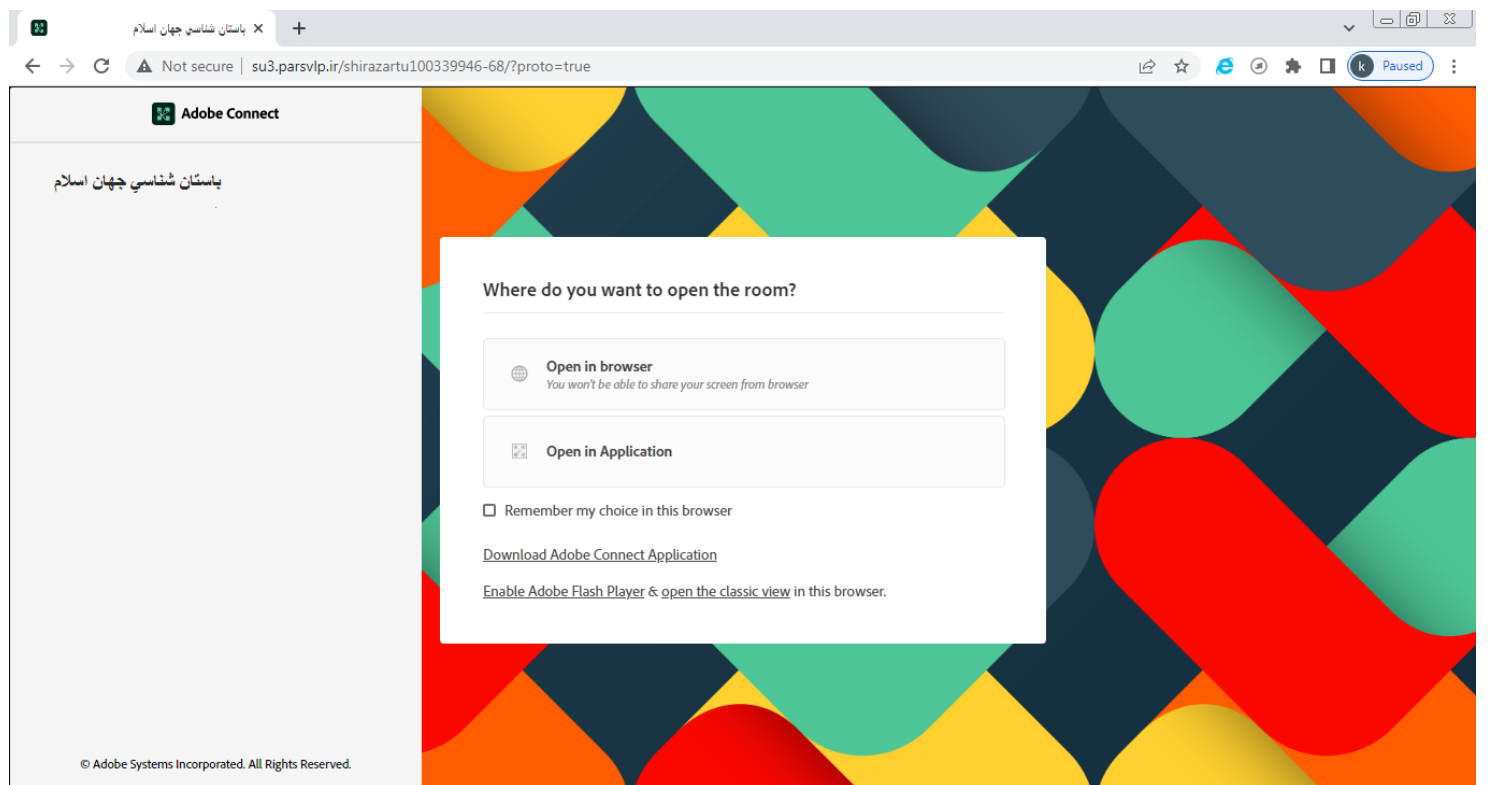 باستان شناسي جهان اسلام
Not secure su3.parsvlp.ir/shirazartu100339946-68/?proto=true
k Paused
Adobe Connect
باستان شناسي جهان اسلام
Where do you want to open the room?
Open in browser
You won't be able to share your screen from browser
Open in Application
Remember my choice in this browser
Download Adobe Connect Application
Enable Adobe Flash Player & open the classic view in this browser.
© Adobe Systems Incorporated. All Rights Reserved.